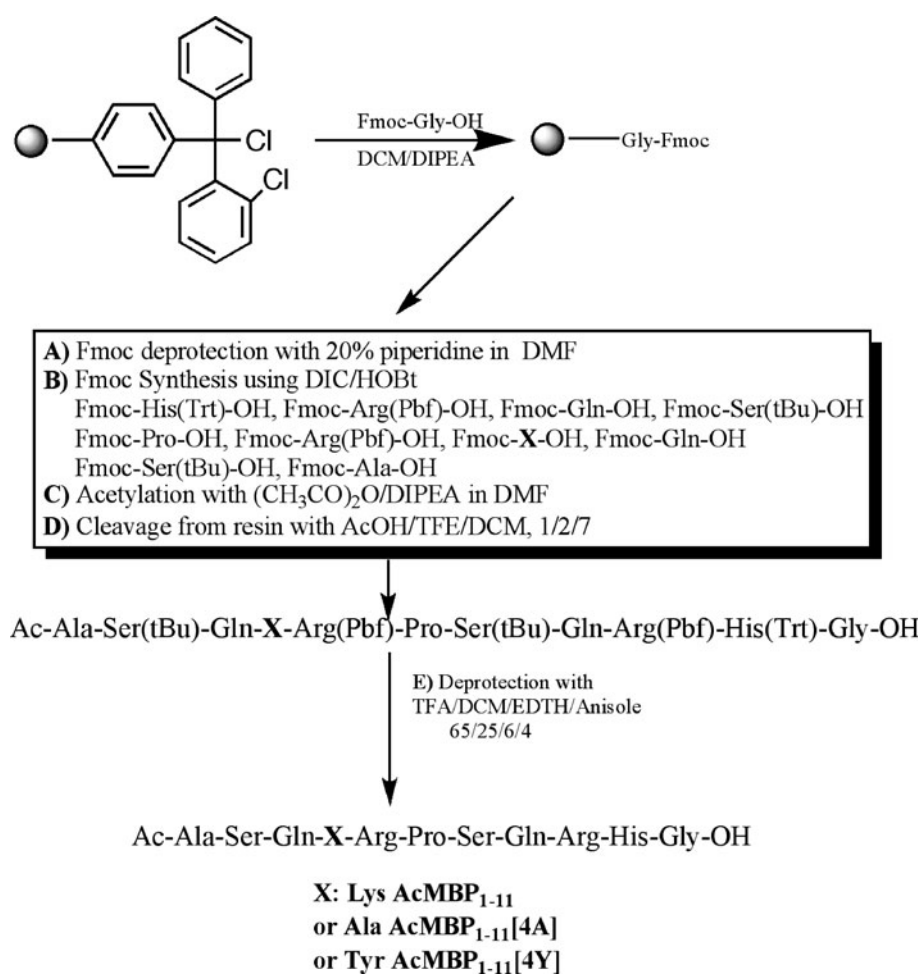 Cl
Cl
Fmoc-Gly-OH
DCM/DIPEA
Gly-Fmoc
A) Fmoc deprotection with 20% piperidine in DMF
B) Fmoc Synthesis using DIC/HOBt
Fmoc-His(Trt)-OH, Fmoc-Arg(Pbf)-OH, Fmoc-Gln-OH, Fmoc-Ser(tBu)-OH
Fmoc-Pro-OH, Fmoc-Arg(Pbf)-OH, Fmoc-X-OH, Fmoc-Gln-OH
Fmoc-Ser(tBu)-OH, Fmoc-Ala-OH
C) Acetylation with (CH₃CO)₂O/DIPEA in DMF
D) Cleavage from resin with AcOH/TFE/DCM, 1/2/7
Ac-Ala-Ser(tBu)-Gln-X-Arg(Pbf)-Pro-Ser(tBu)-Gln-Arg(Pbf)-His(Trt)-Gly-OH
E) Deprotection with
TFA/DCM/EDTH/Anisole
65/25/6/4
Ac-Ala-Ser-Gln-X-Arg-Pro-Ser-Gln-Arg-His-Gly-OH
X: Lys AcMBP₁₋₁₁
or Ala AcMBP₁₋₁₁[4A]
or Tyr AcMBP₁₋₁₁[4Y]